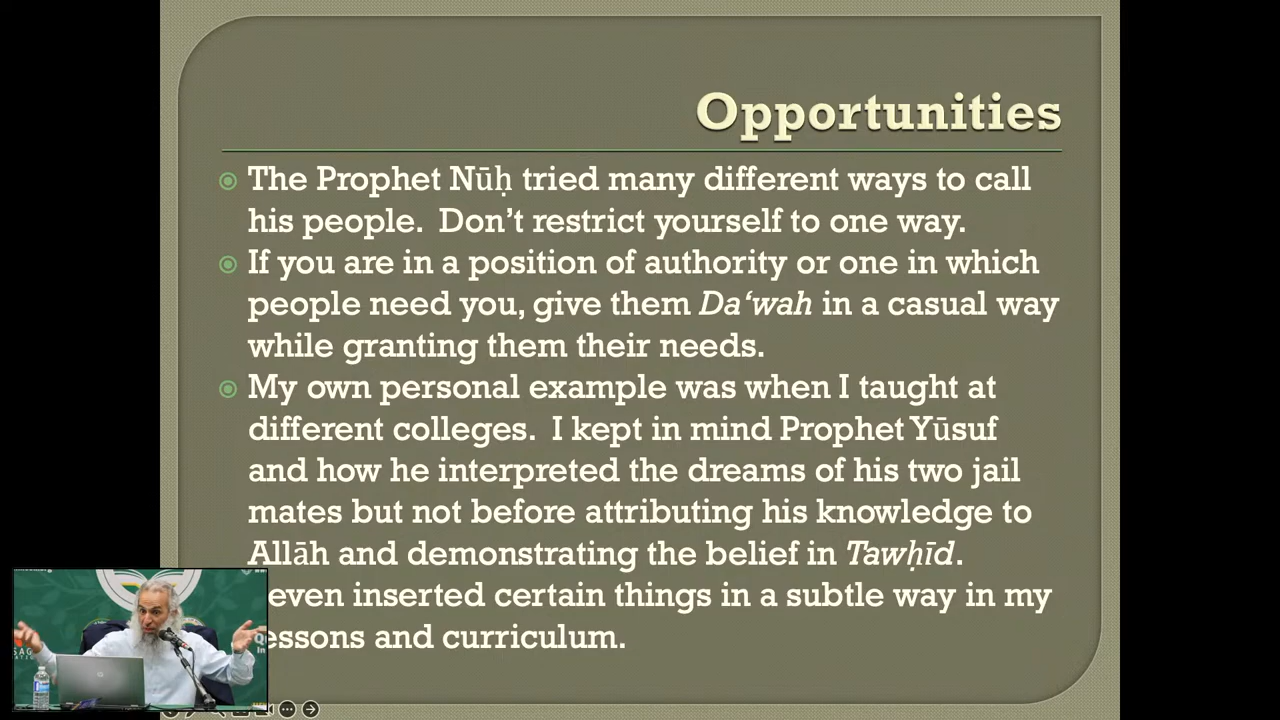 Opportunities
The Prophet Nūḥ tried many different ways to call
his people. Don't restrict yourself to one way.
If you are in a position of authority or one in which
people need you, give them Da‘wah in a casual way
while granting them their needs.
My own personal example was when I taught at
different colleges. I kept in mind Prophet Yūsuf
and how he interpreted the dreams of his two jail
mates but not before attributing his knowledge to
Allāh and demonstrating the belief in Tawḥīd.
even inserted certain things in a subtle way in my
essons and curriculum.